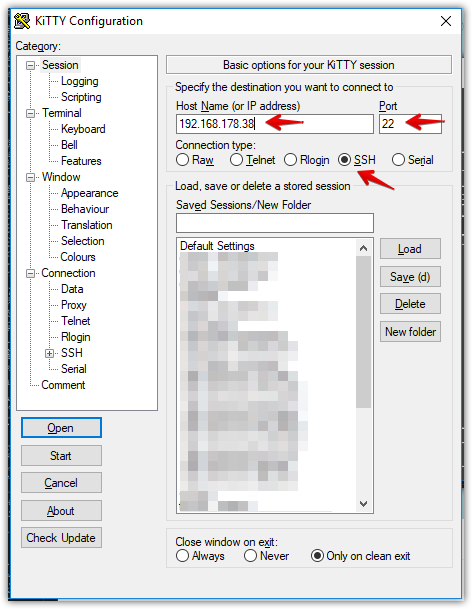 KiTTY Configuration
Category:
Session
Logging
Scripting
Terminal
Keyboard
Bell
Features
Window
Appearance
Behaviour
Translation
Selection
Colours
Connection
Data
Proxy
Telnet
Rlogin
SSH
Serial
Comment
Open
Start
Cancel
About
Check Update
Basic options for your KiTTY session
Specify the destination you want to connect to
Host Name (or IP address) Port
192.168.178.38 22
Connection type:
Raw Telnet Rlogin SSH Serial
Load, save or delete a stored session
Saved Sessions/New Folder
Default Settings
Load
Save (d)
Delete
New folder
Close window on exit:
Always Never Only on clean exit